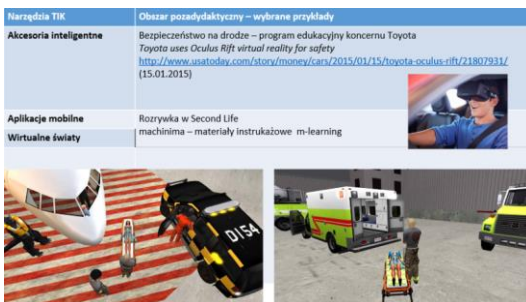 Narzędzia TIK
Obszar pozadydaktyczny – wybrane przykłady
Akcesoria inteligentne
Bezpieczeństwo na drodze – program edukacyjny koncernu Toyota
Toyota uses Oculus Rift virtual reality for safety
http://www.usatoday.com/story/money/cars/2015/01/15/toyota-oculus-rift/21807931/
(15.01.2015)
Aplikacje mobilne
Rozrywka w Second Life
machinima – materiały instrukażowe m-learning
Wirtualne światy
0154